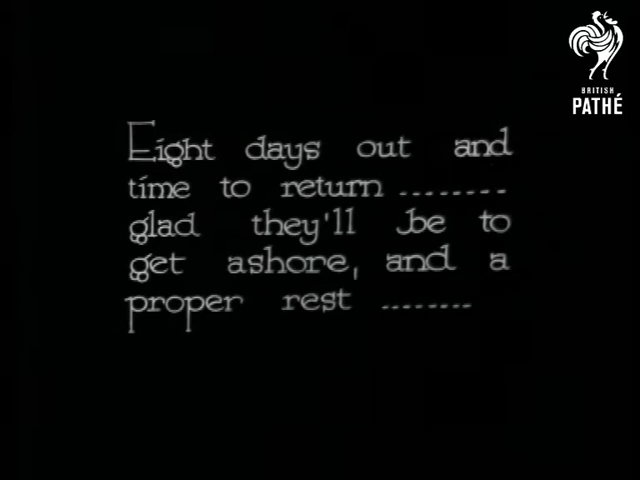 BRITISH
PATHÉ
Eight days out and
time to return ........
glad they'll be to
get ashore, and a
proper rest ........